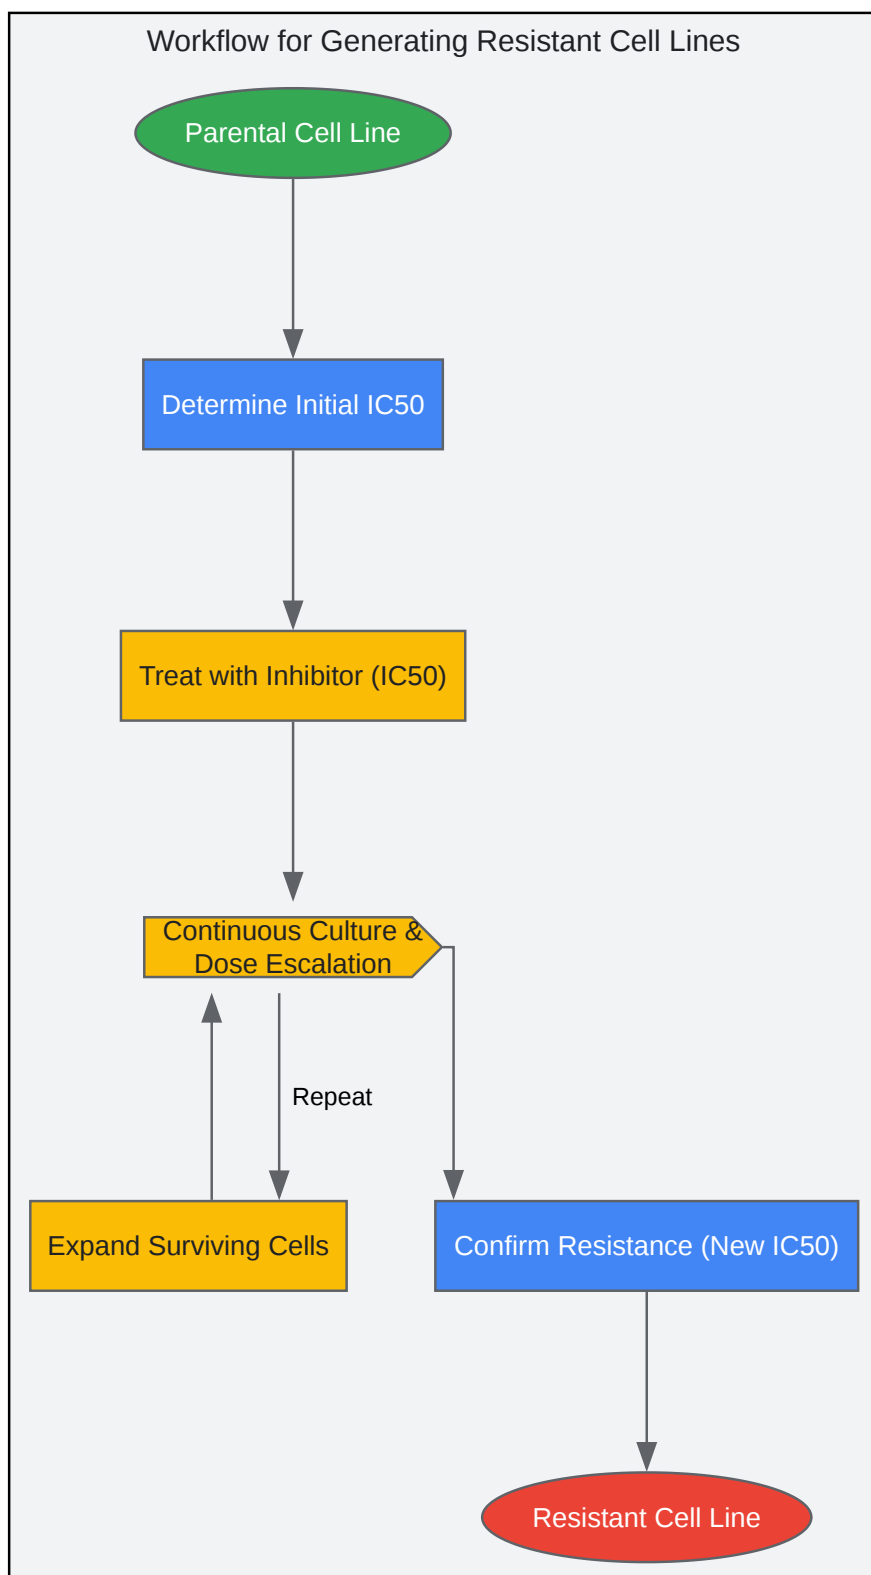 Workflow for Generating Resistant Cell Lines
Parental Cell Line
Determine Initial IC50
Treat with Inhibitor (IC50)
Continuous Culture &
Dose Escalation
Repeat
Expand Surviving Cells
Confirm Resistance (New IC50)
Resistant Cell Line